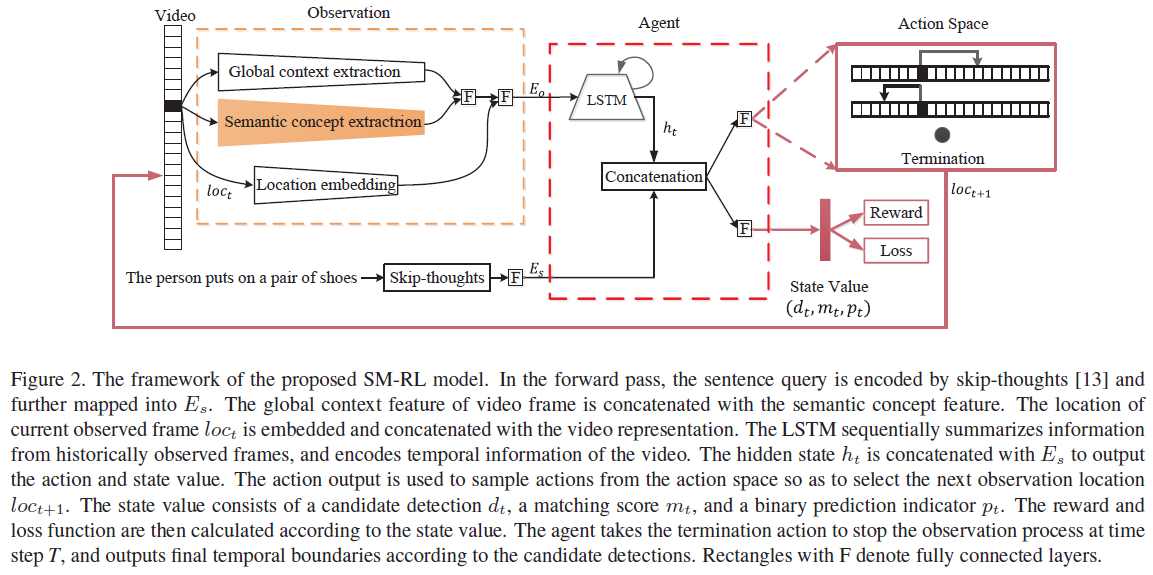 Video
Observation
Agent
Action Space
Global context extraction
Semantic concept extractrion
Location embedding
loc_t
F
F
E_o
LSTM
h_t
Concatenation
F
F
Termination
loc_{t+1}
Reward
Loss
State Value
(d_t, m_t, p_t)
The person puts on a pair of shoes
Skip-thoughts
F
E_s
Figure 2. The framework of the proposed SM-RL model. In the forward pass, the sentence query is encoded by skip-thoughts [13] and
further mapped into E_s. The global context feature of video frame is concatenated with the semantic concept feature. The location of
current observed frame loc_t is embedded and concatenated with the video representation. The LSTM sequentially summarizes information
from historically observed frames, and encodes temporal information of the video. The hidden state h_t is concatenated with E_s to output
the action and state value. The action output is used to sample actions from the action space so as to select the next observation location
loc_{t+1}. The state value consists of a candidate detection d_t, a matching score m_t, and a binary prediction indicator p_t. The reward and
loss function are then calculated according to the state value. The agent takes the termination action to stop the observation process at time
step T, and outputs final temporal boundaries according to the candidate detections. Rectangles with F denote fully connected layers.